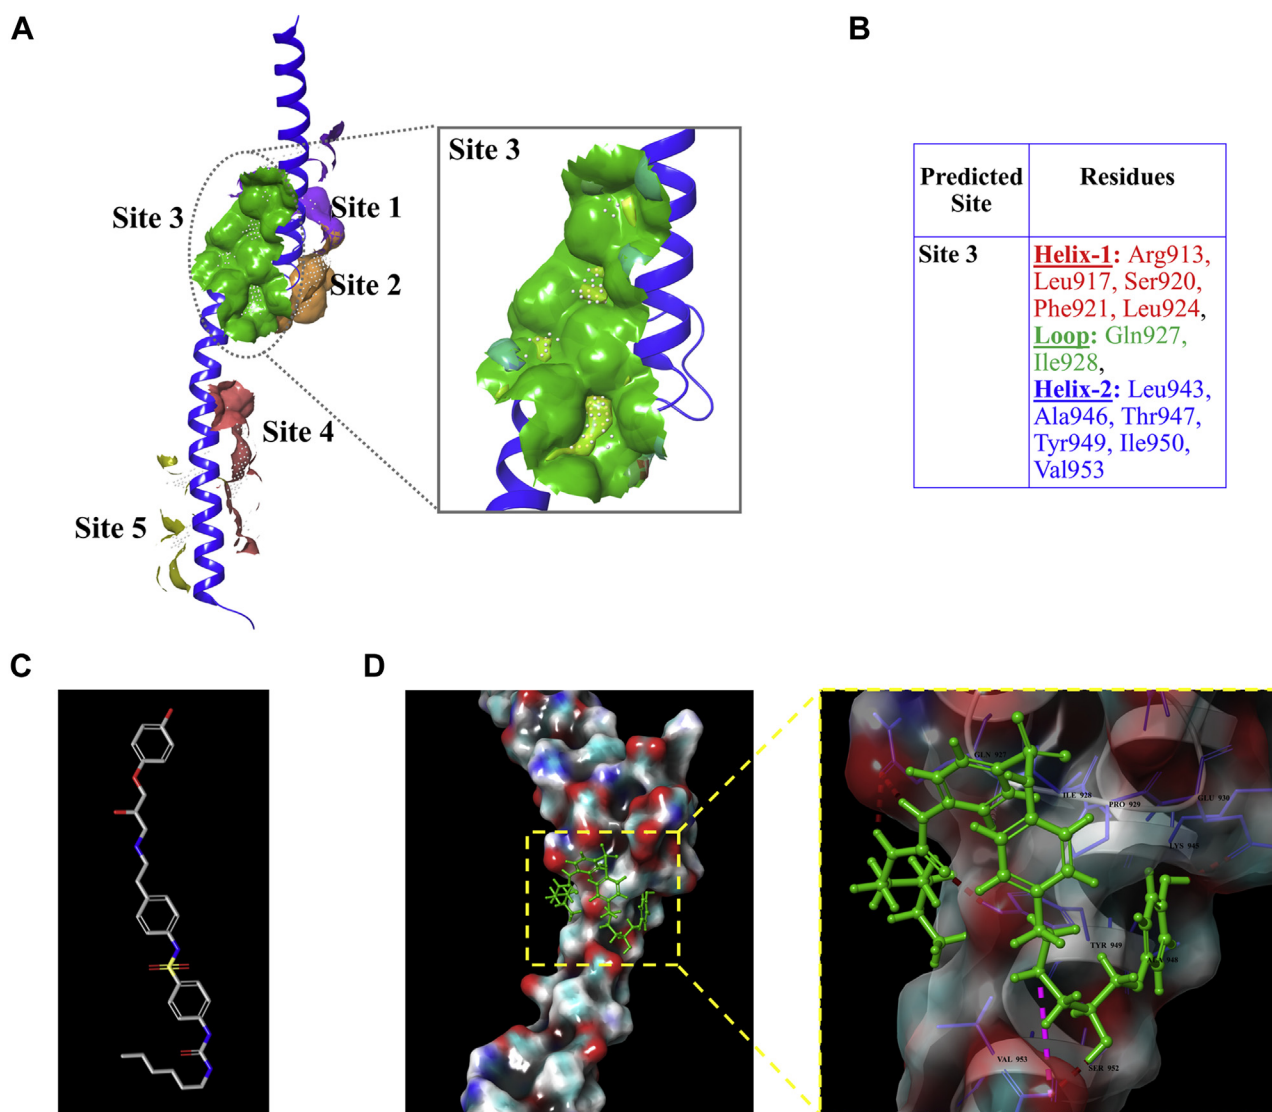 A
Site 3
Site 1
Site 2
Site 4
Site 5
Site 3
B
Predicted Site
Residues
Site 3
Helix-1: Arg913,
Leu917, Ser920,
Phe921, Leu924,
Loop: Gln927,
Ile928,
Helix-2: Leu943,
Ala946, Thr947,
Tyr949, Ile950,
Val953
C
D
GLN 927
ILE 928
PRO 929
GLU 930
LYS 945
TYR 949
VAL 953
SER 952